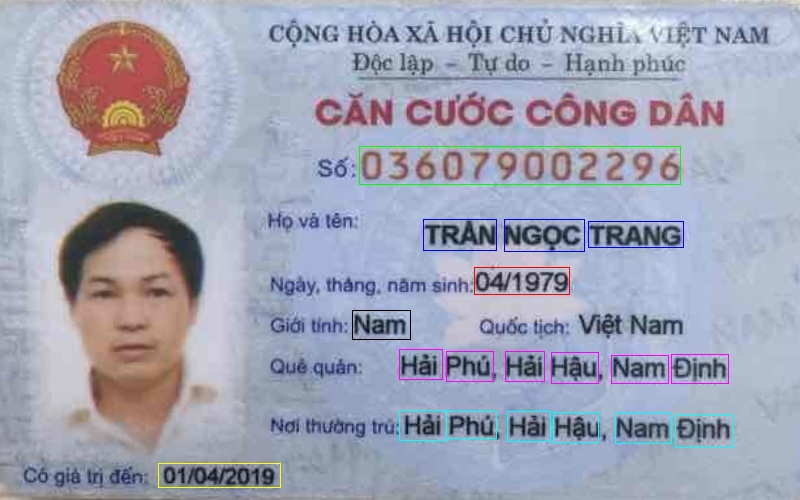 CỘNG HÒA XÃ HỘI CHỦ NGHĨA VIỆT NAM
Độc lập - Tự do - Hạnh phúc
CĂN CƯỚC CÔNG DÂN
Số: 036079002296
Họ và tên: TRẦN NGỌC TRANG
Ngày, tháng, năm sinh: 04/1979
Giới tính: Nam Quốc tịch: Việt Nam
Quê quán: Hải Phú, Hải Hậu, Nam Định
Nơi thường trú: Hải Phú, Hải Hậu, Nam Định
Có giá trị đến: 01/04/2019